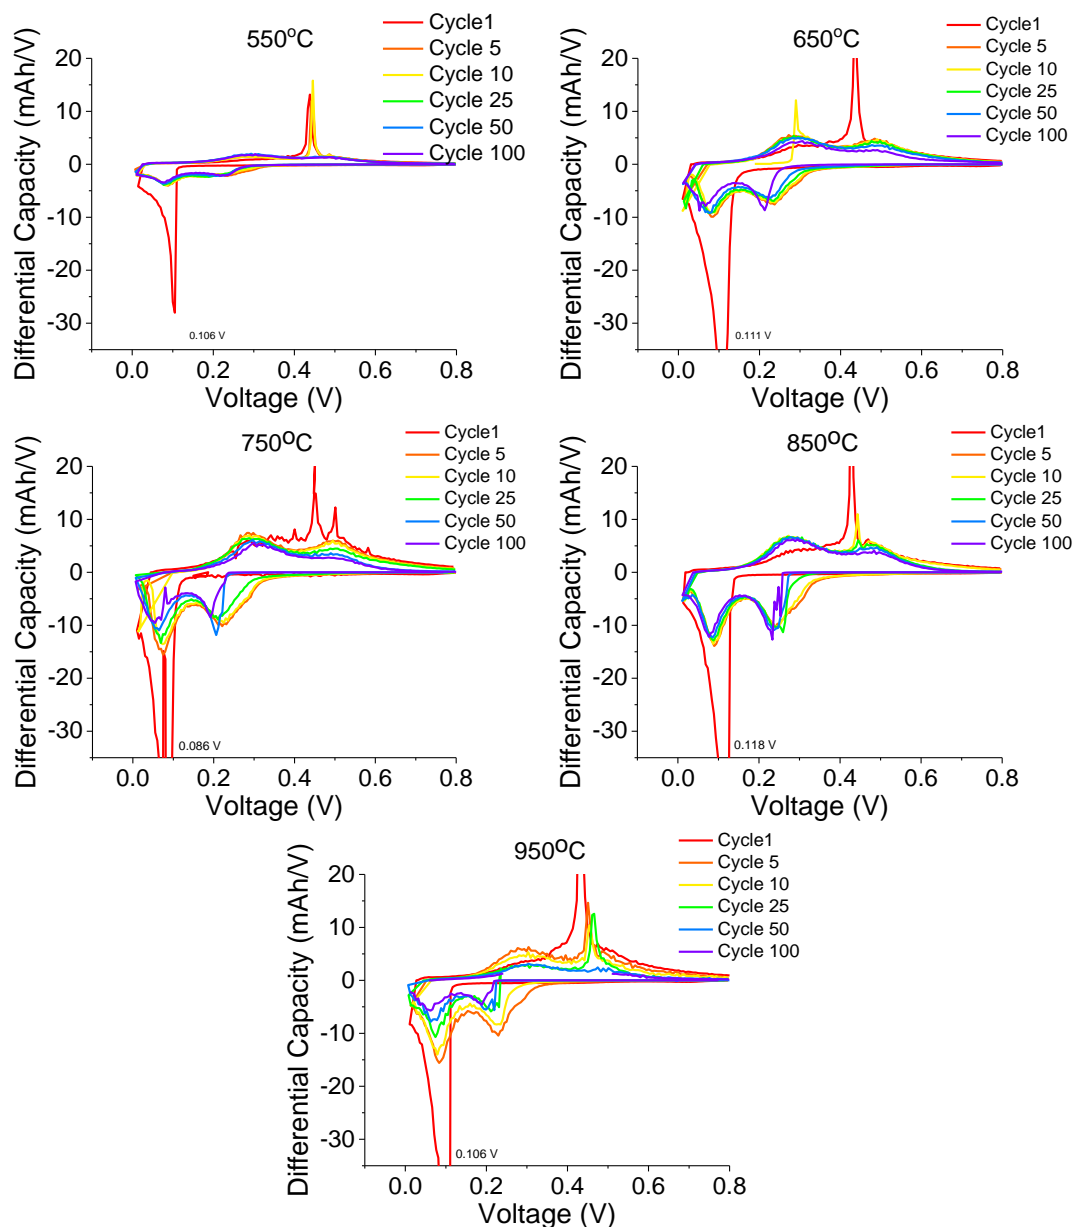 550°C
Cycle1
Cycle 5
Cycle 10
Cycle 25
Cycle 50
Cycle 100
Differential Capacity (mAh/V)
20
10
0
-10
-20
-30
0.106 V
0.0 0.2 0.4 0.6 0.8
Voltage (V)
650°C
Cycle1
Cycle 5
Cycle 10
Cycle 25
Cycle 50
Cycle 100
Differential Capacity (mAh/V)
20
10
0
-10
-20
-30
0.111 V
0.0 0.2 0.4 0.6 0.8
Voltage (V)
750°C
Cycle1
Cycle 5
Cycle 10
Cycle 25
Cycle 50
Cycle 100
Differential Capacity (mAh/V)
20
10
0
-10
-20
-30
0.086 V
0.0 0.2 0.4 0.6 0.8
Voltage (V)
850°C
Cycle1
Cycle 5
Cycle 10
Cycle 25
Cycle 50
Cycle 100
Differential Capacity (mAh/V)
20
10
0
-10
-20
-30
0.118 V
0.0 0.2 0.4 0.6 0.8
Voltage (V)
950°C
Cycle1
Cycle 5
Cycle 10
Cycle 25
Cycle 50
Cycle 100
Differential Capacity (mAh/V)
20
10
0
-10
-20
-30
0.106 V
0.0 0.2 0.4 0.6 0.8
Voltage (V)